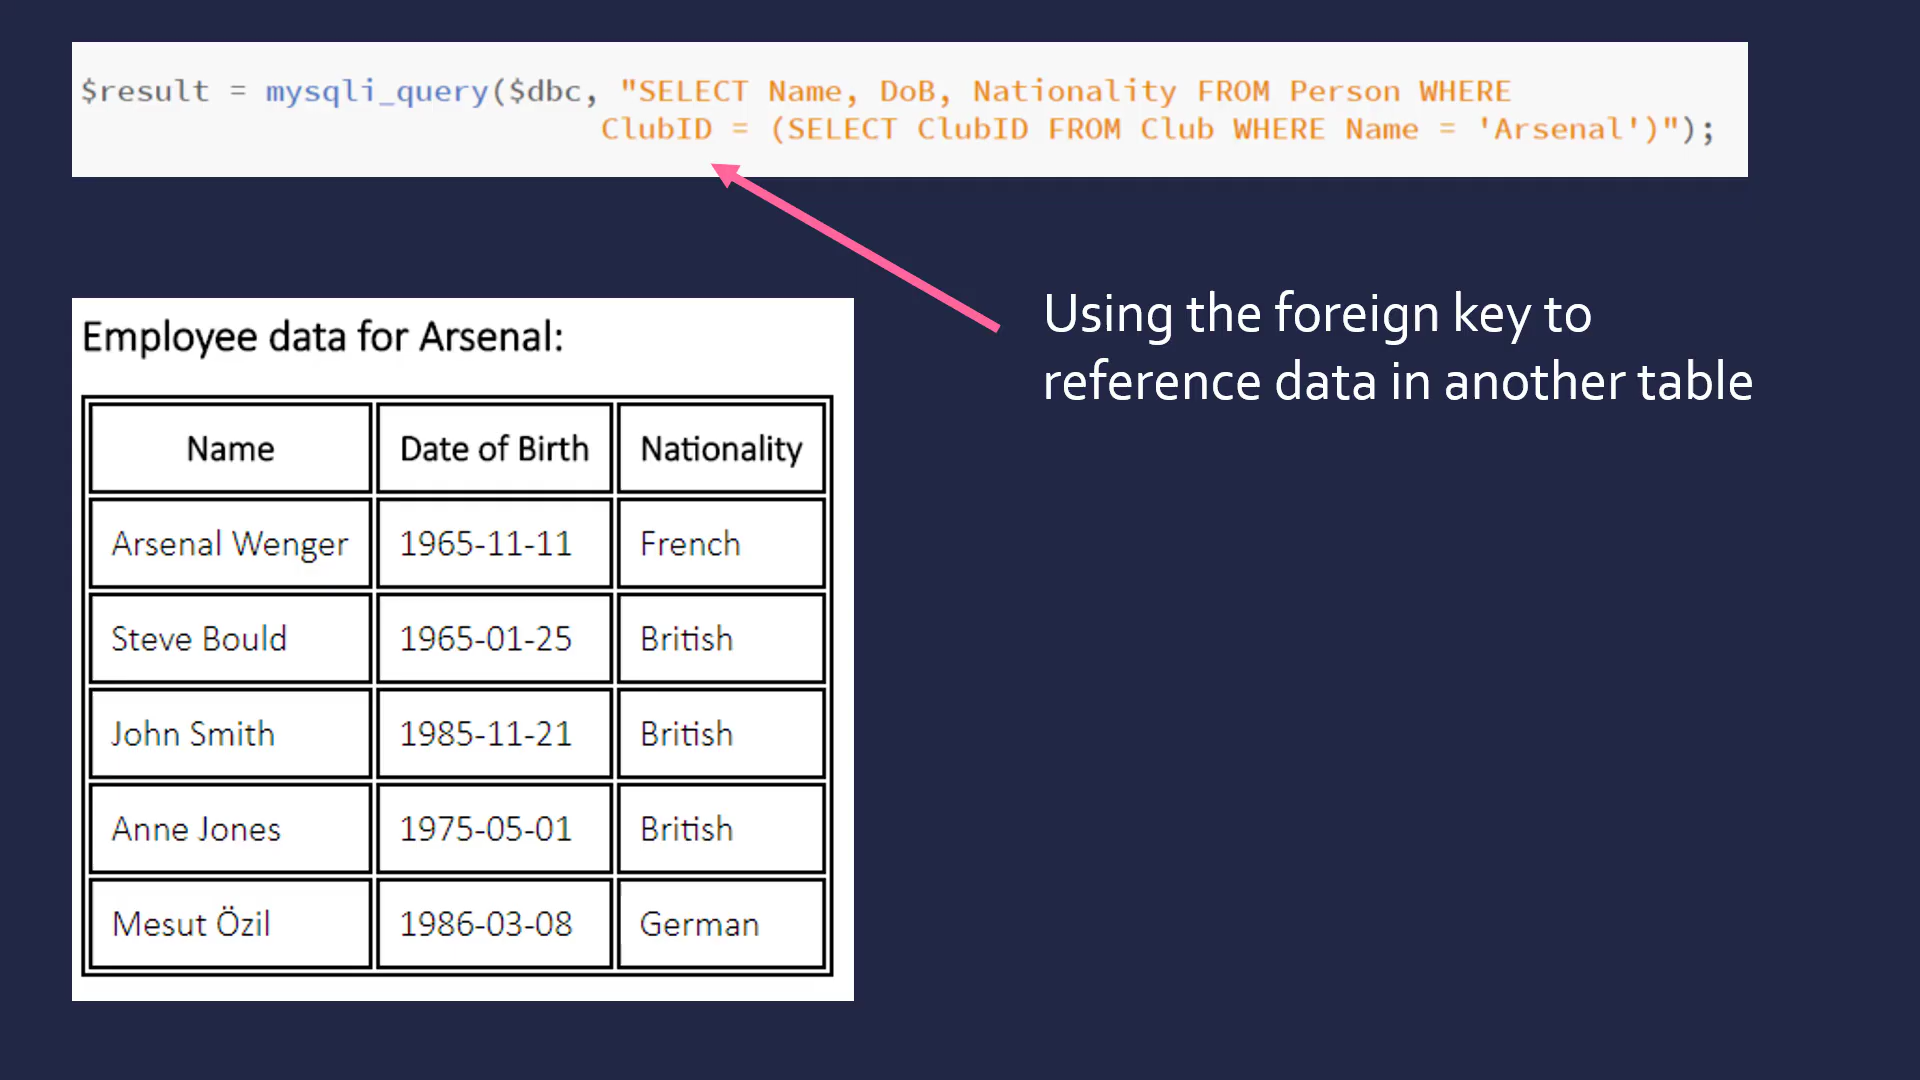 $result = mysqli_query($dbc, "SELECT Name, DoB, Nationality FROM Person WHERE
ClubID = (SELECT ClubID FROM Club WHERE Name = 'Arsenal')");
Using the foreign key to
reference data in another table
Employee data for Arsenal:
Name Date of Birth Nationality
Arsenal Wenger 1965-11-11 French
Steve Bould 1965-01-25 British
John Smith 1985-11-21 British
Anne Jones 1975-05-01 British
Mesut Özil 1986-03-08 German